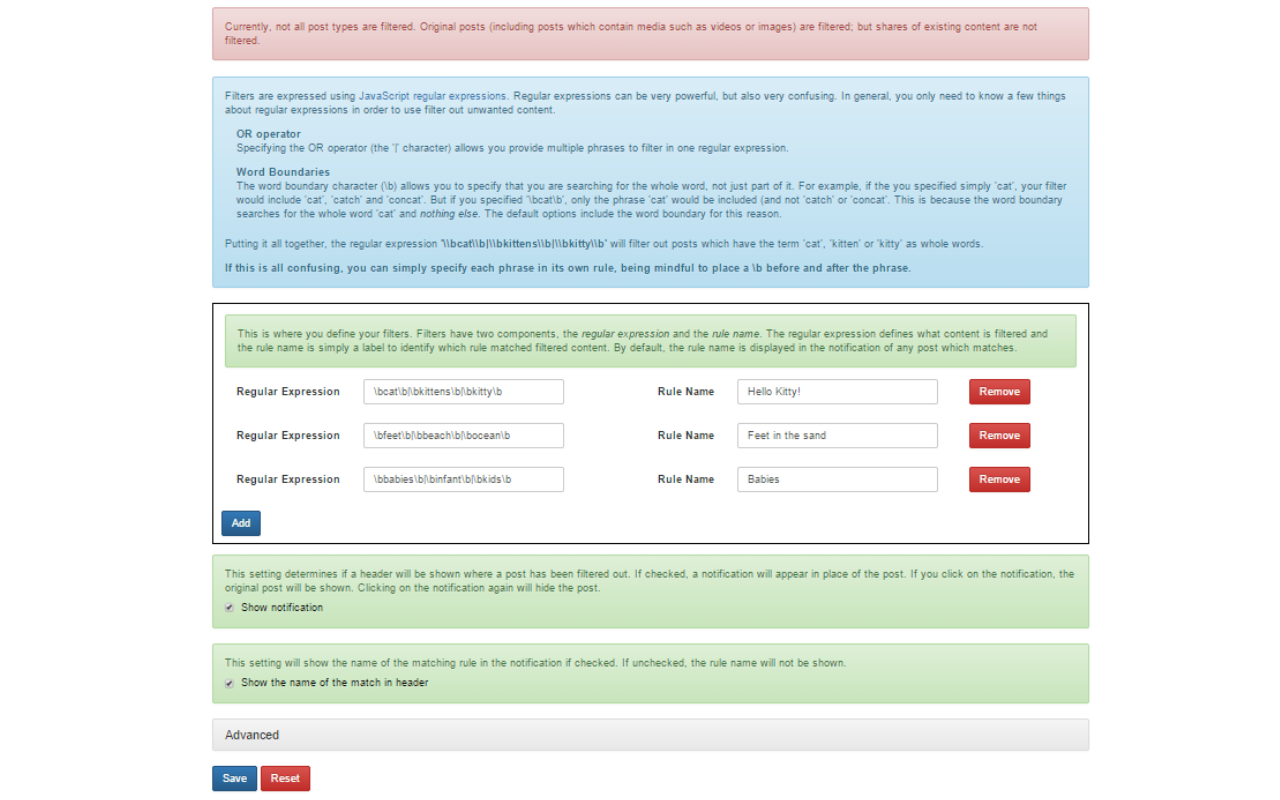 Currently, not all post types are filtered. Original posts (including posts which contain media such as videos or images) are filtered; but shares of existing content are not
filtered.
Filters are expressed using JavaScript regular expressions. Regular expressions can be very powerful, but also very confusing. In general, you only need to know a few things
about regular expressions in order to use filter out unwanted content.
OR operator
Specifying the OR operator (the '|' character) allows you provide multiple phrases to filter in one regular expression.
Word Boundaries
The word boundary character (\b) allows you to specify that you are searching for the whole word, not just part of it. For example, if the you specified simply 'cat', your filter
would include 'cat', 'catch' and 'concat'. But if you specified '\bcat\b', only the phrase 'cat' would be included (and not 'catch' or 'concat'. This is because the word boundary
searches for the whole word 'cat' and nothing else. The default options include the word boundary for this reason.
Putting it all together, the regular expression '\\bcat\\b|\\bkittens\\b|\\bkitty\\b' will filter out posts which have the term 'cat', 'kitten' or 'kitty' as whole words.
If this is all confusing, you can simply specify each phrase in its own rule, being mindful to place a \b before and after the phrase.
This is where you define your filters. Filters have two components, the regular expression and the rule name. The regular expression defines what content is filtered and
the rule name is simply a label to identify which rule matched filtered content. By default, the rule name is displayed in the notification of any post which matches.
Regular Expression \bcat\b|\bkittens\b|\bkitty\b Rule Name Hello Kitty! Remove
Regular Expression \bfeet\b|\bbeach\b|\bocean\b Rule Name Feet in the sand Remove
Regular Expression \bbabies\b|\binfant\b|\bkids\b Rule Name Babies Remove
Add
This setting determines if a header will be shown where a post has been filtered out. If checked, a notification will appear in place of the post. If you click on the notification, the
original post will be shown. Clicking on the notification again will hide the post.
Show notification
This setting will show the name of the matching rule in the notification if checked. If unchecked, the rule name will not be shown.
Show the name of the match in header
Advanced
Save Reset